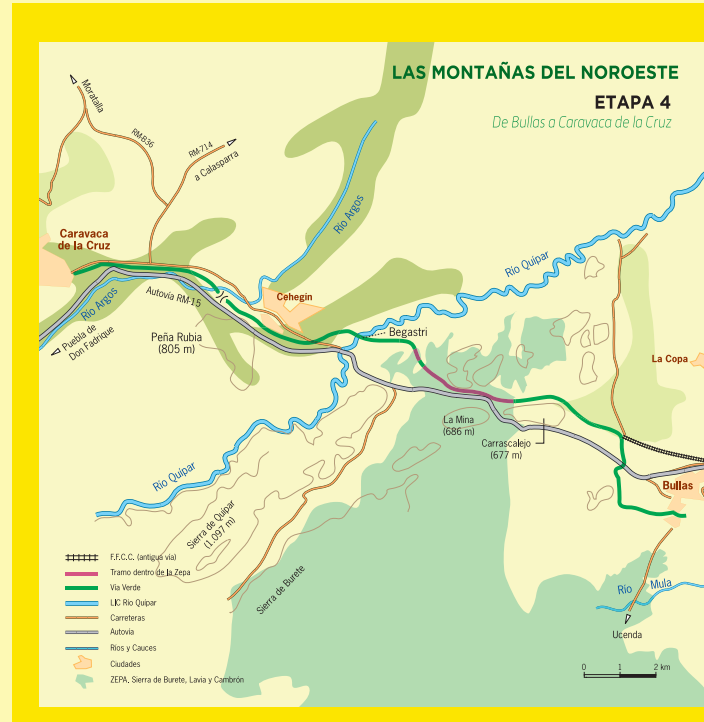 LAS MONTAÑAS DEL NOROESTE
ETAPA 4
De Bullas a Caravaca de la Cruz
Moratalla
RM-B36
RM-714
a Calasparra
Río Argos
Caravaca
de la Cruz
Río Quípar
Río Argos
Autovía RM-15
Cehegín
Puebla de
Don Fadrique
Peña Rubia
(805 m)
Begastri
La Copa
La Mina
(686 m)
Carrascalejo
(677 m)
Río Quípar
Bullas
Sierra de Quípar
(1.097 m)
Sierra de Burete
Río Mula
Ucenda
F.F.C.C. (antigua vía)
Tramo dentro de la Zepa
Vía Verde
LIC Río Quípar
Carreteras
Autovía
Ríos y Cauces
Ciudades
ZEPA. Sierra de Burete, Lavia y Cambrón
0 1 2 km